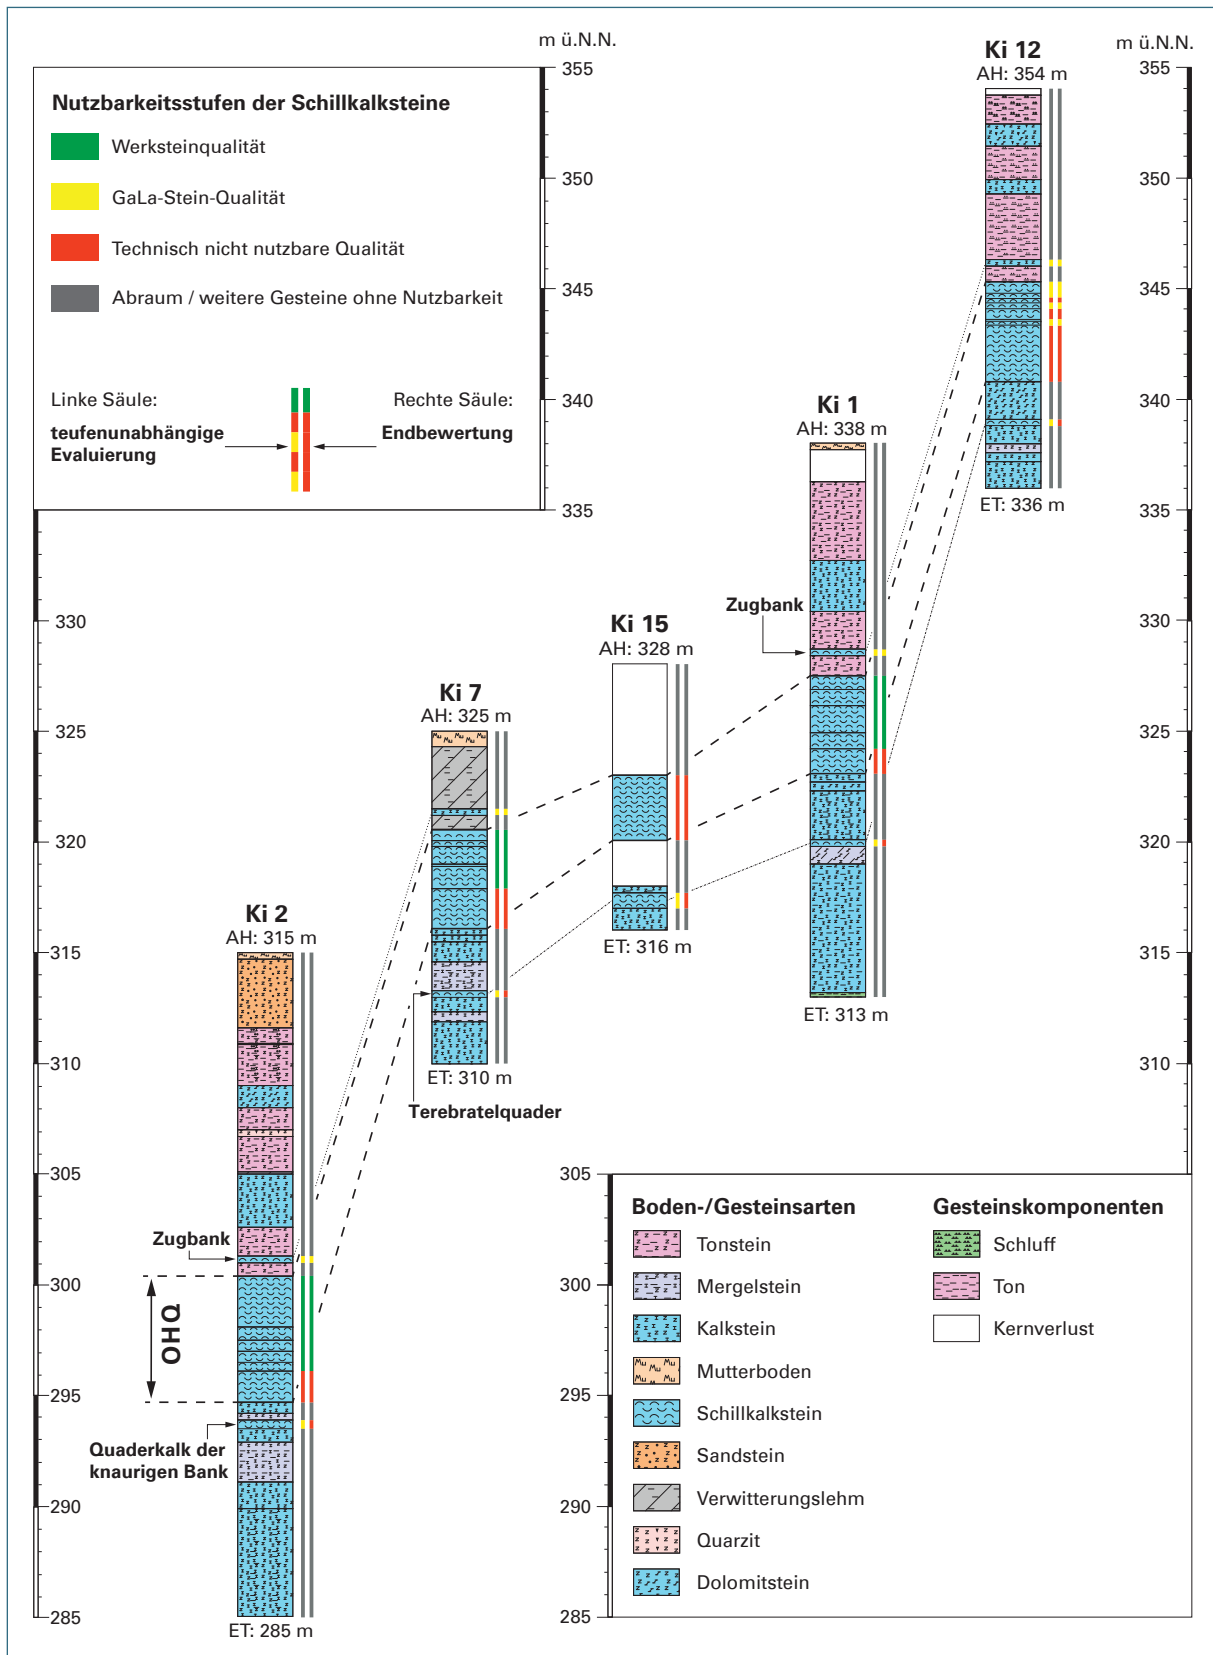 m ü.N.N.
355
Nutzbarkeitsstufen der Schillkalksteine
Werksteinqualität
GaLa-Stein-Qualität
Technisch nicht nutzbare Qualität
Abraum / weitere Gesteine ohne Nutzbarkeit
Linke Säule:
teufenunabhängige
Evaluierung
Rechte Säule:
Endbewertung
350
345
340
335
330
325
320
315
310
305
300
295
290
285
Ki 2
AH: 315 m
Zugbank
OHQ
Quaderkalk der
knaurigen Bank
ET: 285 m
Ki 7
AH: 325 m
ET: 310 m
Terebratelquader
Ki 15
AH: 328 m
ET: 316 m
Ki 1
AH: 338 m
Zugbank
ET: 313 m
Ki 12
AH: 354 m
ET: 336 m
m ü.N.N.
355
350
345
340
335
330
325
320
315
310
305
300
295
290
285
Boden-/Gesteinsarten
Tonstein
Mergelstein
Kalkstein
Mutterboden
Schillkalkstein
Sandstein
Verwitterungslehm
Quarzit
Dolomitstein
Gesteinskomponenten
Schluff
Ton
Kernverlust